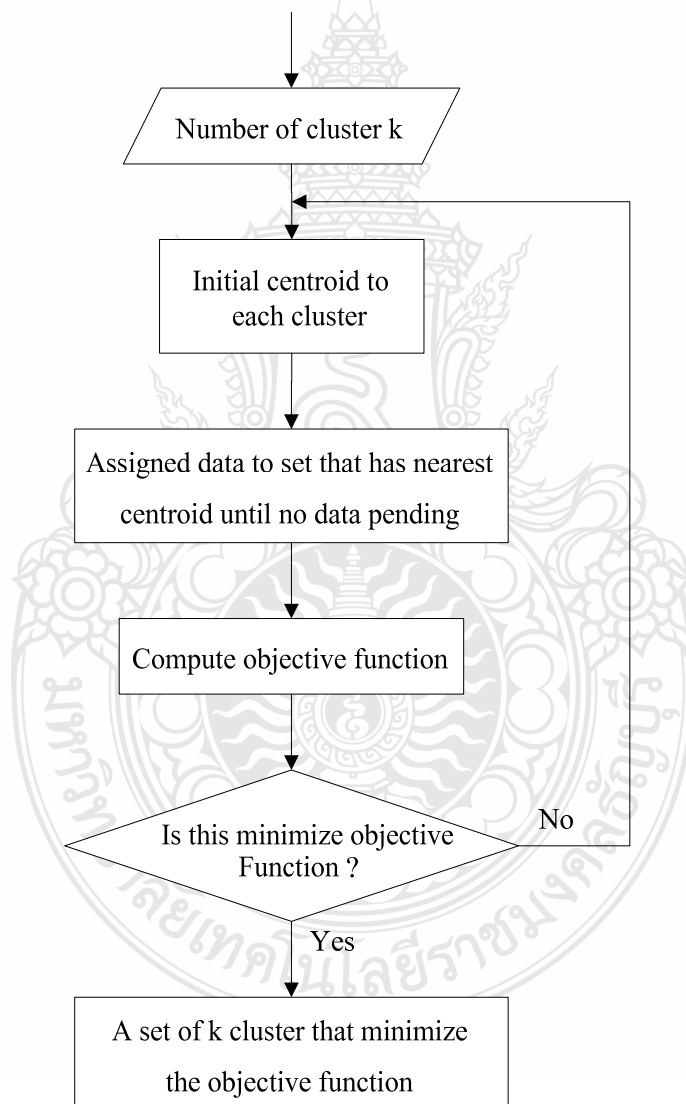 Number of cluster k
Initial centroid to
each cluster
Assigned data to set that has nearest
centroid until no data pending
Compute objective function
Is this minimize objective
Function ?
No
Yes
A set of k cluster that minimize
the objective function